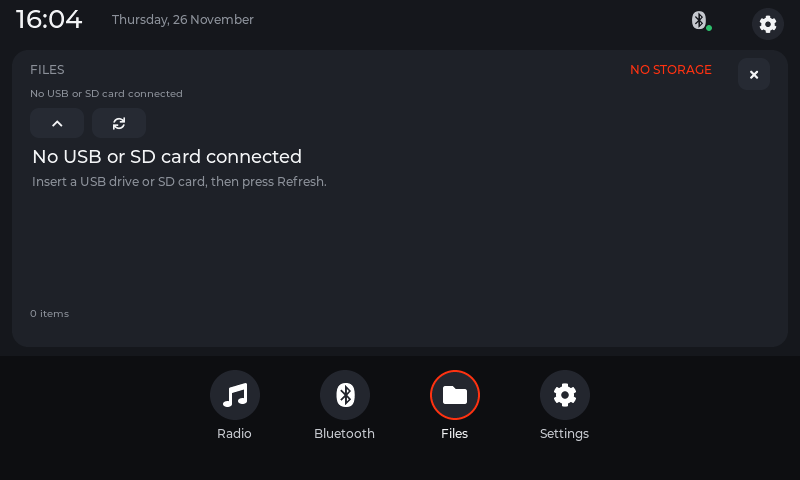 16:04
Thursday, 26 November
FILES
NO STORAGE
No USB or SD card connected
No USB or SD card connected
Insert a USB drive or SD card, then press Refresh.
0 items
Radio
Bluetooth
Files
Settings